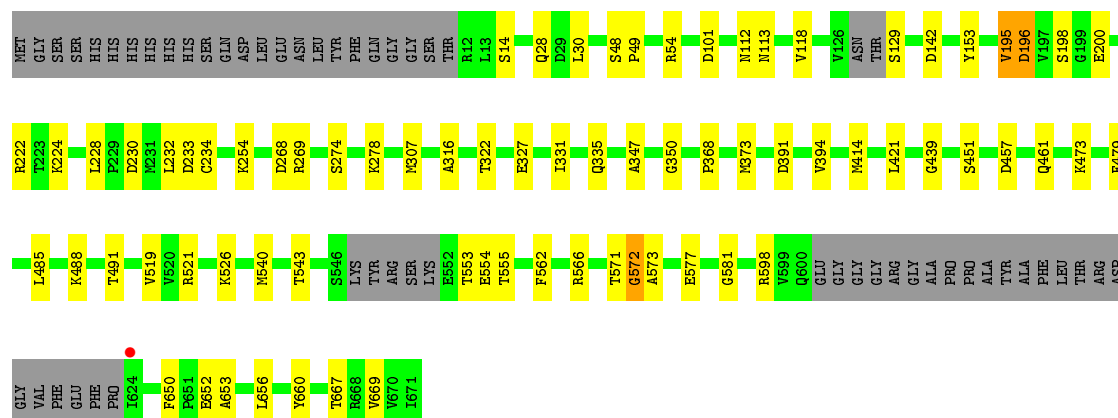 MET GLY SER SER HIS HIS HIS HIS HIS HIS SER GLN ASP LEU GLU ASN LEU TYR PHE GLN GLY GLY SER THR R12 L13 S14 Q28 D29 L30 S48 P49 R54 D101 N112 N113 V118 V126 ASN THR S129 D142 Y153 V195 D196 V197 S198 G199 E200
R222 T223 K224 L228 P229 D230 M231 L232 D233 C234 K254 D268 R269 S274 K278 M307 A316 T322 E327 I331 Q335 A347 G350 P368 M373 D391 V394 M414 L421 G439 S451 D457 Q461 K473
L485 K488 T491 V519 V520 R521 K526 M540 T543 S546 LYS TYR ARG SER LYS E552 T553 E554 T555 F562 R566 T571 G572 A573 E577 G581 R598 V599 Q600 GLU GLY GLY GLY ARG GLY ALA PRO PRO ALA TYR ALA PHE LEU THR ARG ASP
GLY VAL PHE GLU PHE PRO I624 F650 P651 E652 A653 L656 Y660 T667 R668 V669 V670 I671